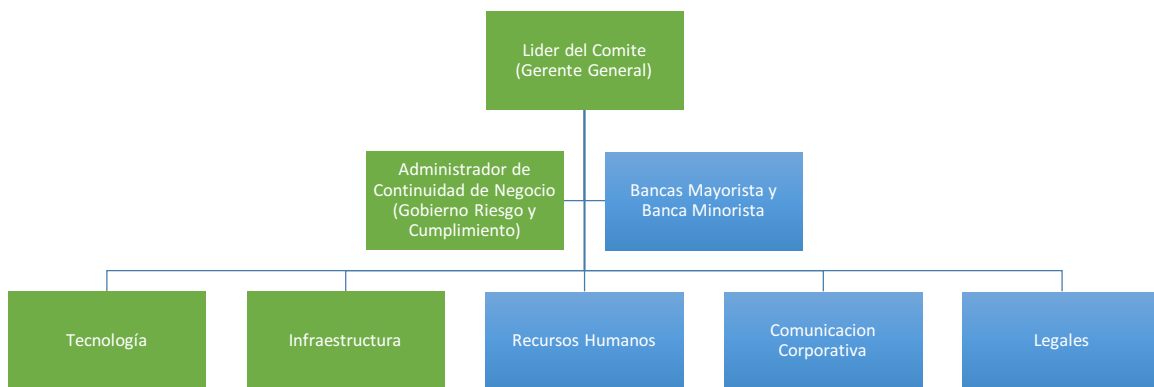 Lider del Comite
(Gerente General)
Administrador de
Continuidad de Negocio
(Gobierno Riesgo y
Cumplimiento)
Bancas Mayorista y
Banca Minorista
Tecnología
Infraestructura
Recursos Humanos
Comunicacion
Corporativa
Legales